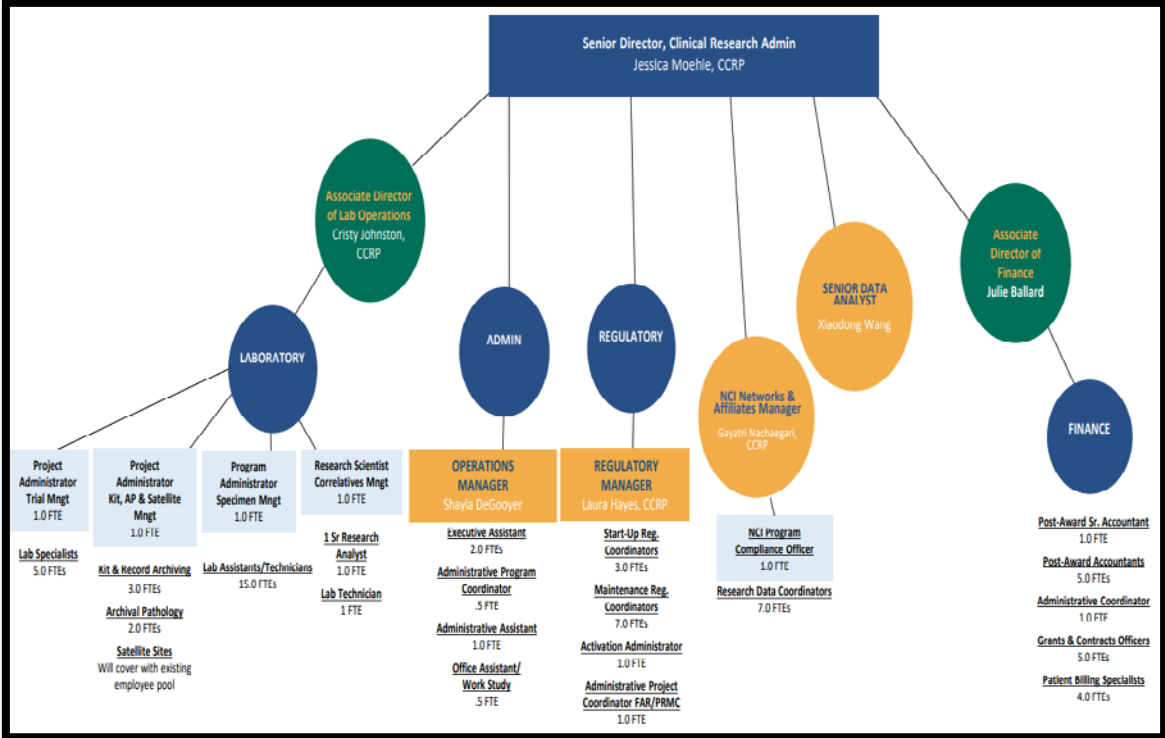 Senior Director, Clinical Research Admin
Jessica Moehle, CCRP
Associate Director
of Lab Operations
Cristy Johnston,
CCRP
LABORATORY
Project
Administrator
Trial Mngt
1.0 FTE
Lab Specialists
5.0 FTEs
Project
Administrator
Kit, AP & Satellite
Mngt
1.0 FTE
Kit & Record Archiving
3.0 FTEs
Archival Pathology
2.0 FTEs
Satellite Sites
Will cover with existing
employee pool
Program
Administrator
Specimen Mngt
1.0 FTE
Lab Assistants/Technicians
15.0 FTEs
Research Scientist
Correlatives Mngt
1.0 FTE
1 Sr Research
Analyst
1.0 FTE
Lab Technician
1 FTE
ADMIN
OPERATIONS
MANAGER
Shayla DeGooyer
Executive Assistant
2.0 FTEs
Administrative Program
Coordinator
.5 FTE
Administrative Assistant
1.0 FTE
Office Assistant/
Work Study
.5 FTE
REGULATORY
REGULATORY
MANAGER
Laura Hayes, CCRP
Start-Up Reg.
Coordinators
3.0 FTEs
Maintenance Reg.
Coordinators
7.0 FTEs
Activation Administrator
1.0 FTE
Administrative Project
Coordinator FAR/PRMC
1.0 FTE
NCI Networks &
Affiliates Manager
Gayatri Nachaegari,
CCRP
NCI Program
Compliance Officer
1.0 FTE
Research Data Coordinators
7.0 FTEs
SENIOR DATA
ANALYST
Xiaodong Wang
Associate
Director of
Finance
Julie Ballard
FINANCE
Post-Award Sr. Accountant
1.0 FTE
Post-Award Accountants
5.0 FTEs
Administrative Coordinator
1.0 FTE
Grants & Contracts Officers
5.0 FTEs
Patient Billing Specialists
4.0 FTEs